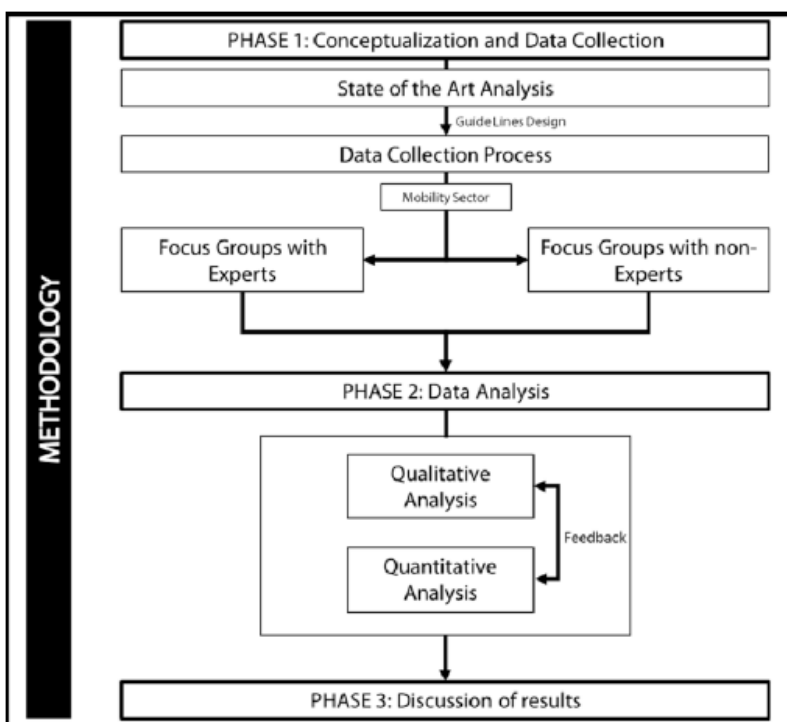 METHODOLOGY
PHASE 1: Conceptualization and Data Collection
State of the Art Analysis
Guide Lines Design
Data Collection Process
Mobility Sector
Focus Groups with
Experts
Focus Groups with non-
Experts
PHASE 2: Data Analysis
Qualitative
Analysis
Feedback
Quantitative
Analysis
PHASE 3: Discussion of results